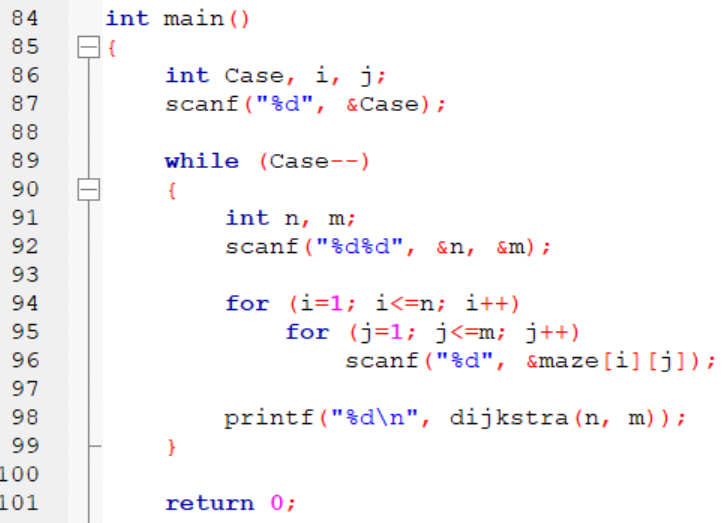 84 int main()
85 {
86 int Case, i, j;
87 scanf("%d", &Case);
88
89 while (Case--)
90 {
91 int n, m;
92 scanf("%d%d", &n, &m);
93
94 for (i=1; i<=n; i++)
95 for (j=1; j<=m; j++)
96 scanf("%d", &maze[i][j]);
97
98 printf("%d\n", dijkstra(n, m));
99 }
100
101 return 0;